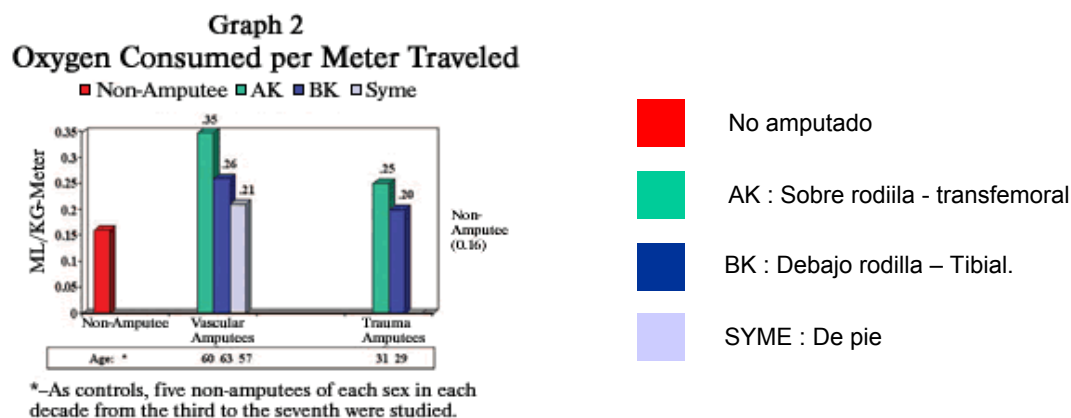 Graph 2
Oxygen Consumed per Meter Traveled
Non-Amputee AK BK Syme
ML/KG-Meter
0.35
0.3
0.25
0.2
0.15
0.1
0.05
0
.35
.26
.21
.25
.20
Non-
Amputee
(0.16)
Non-Amputee
Vascular
Amputees
Trauma
Amputees
Age: * 60 63 57 31 29
*–As controls, five non-amputees of each sex in each
decade from the third to the seventh were studied.
No amputado
AK : Sobre rodiila - transfemoral
BK : Debajo rodilla – Tibial.
SYME : De pie